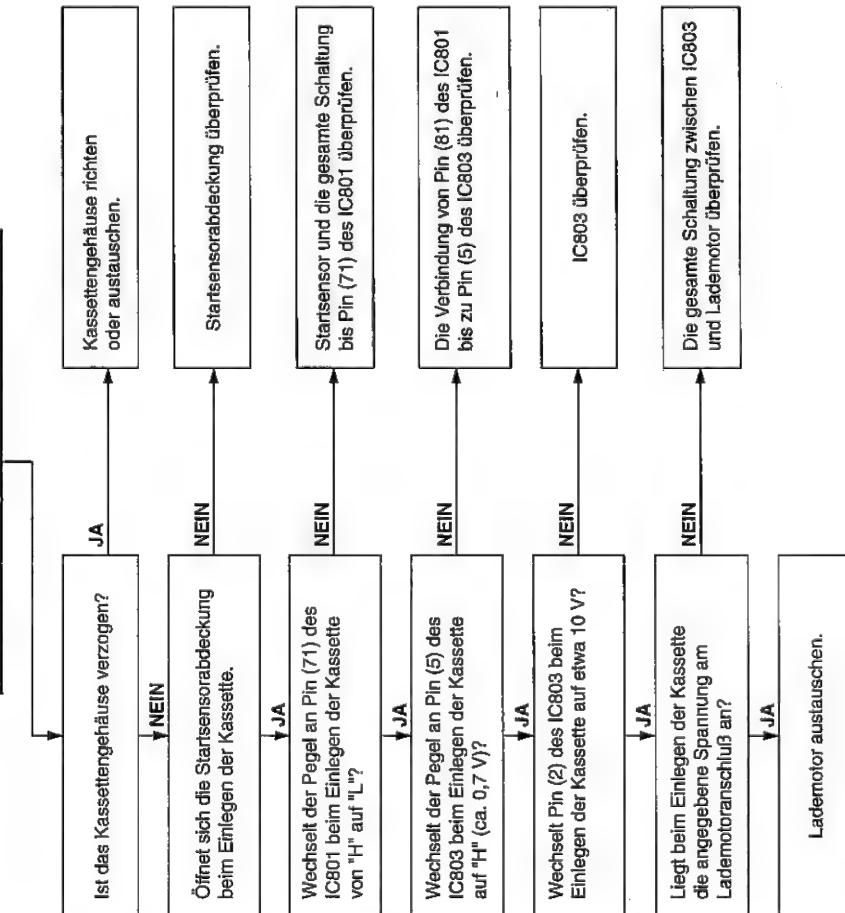 Ist das Kassettengehäuse verzogen?
JA
Kassettengehäuse richten
oder austauschen.
NEIN
Öffnet sich die Startsensorabdeckung
beim Einlegen der Kassette.
NEIN
Startsensorabdeckung überprüfen.
JA
Wechselt der Pegel an Pin (71) des
IC801 beim Einlegen der Kassette
von "H" auf "L"?
NEIN
Startsensor und die gesamte Schaltung
bis Pin (71) des IC801 überprüfen.
JA
Wechselt der Pegel an Pin (5) des
IC803 beim Einlegen der Kassette
auf "H" (ca. 0,7 V)?
NEIN
Die Verbindung von Pin (81) des IC801
bis zu Pin (5) des IC803 überprüfen.
JA
Wechselt Pin (2) des IC803 beim
Einlegen der Kassette auf etwa 10 V?
NEIN
IC803 überprüfen.
JA
Liegt beim Einlegen der Kassette
die angegebene Spannung am
Lademotoranschluß an?
NEIN
Die gesamte Schaltung zwischen IC803
und Lademotor überprüfen.
JA
Lademotor austauschen.